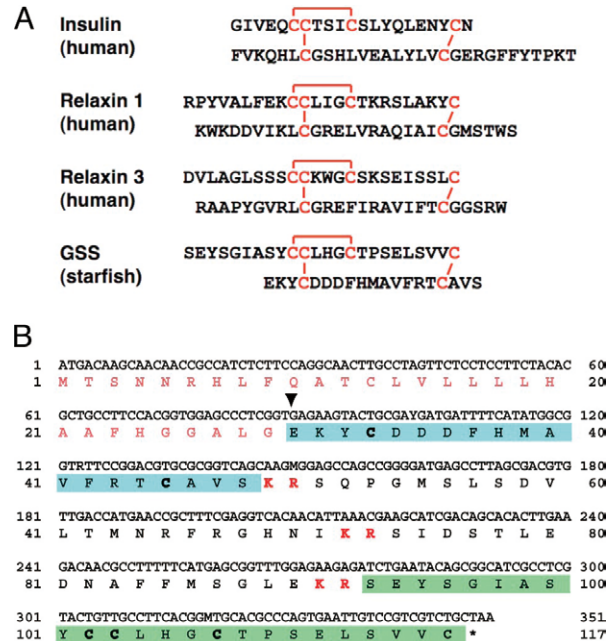 A
Insulin GIVEQCCTSICSLYQLENYCN
(human) FVKQHLCGSHLVEALYLVCGERGFFYTPKT
Relaxin 1 RPYVALFEKCCLIGCTKRSLAKYC
(human) KWKDDVIKLCGRELVRAQIAICGMSTWS
Relaxin 3 DVLAGLSSSCCKWGCSKSEISSLC
(human) RAAPYGVRLCGREFIRAVIFTCGGSRW
GSS SEYSGIASYCCLHGCTPSELSVVC
(starfish) EKYCDDDFHMAVFRTCAVS
B
1 ATGACAAGCAACAACCGCCATCTCTTCCAGGCAACTTGCCTAGTTCTCCTCCTTCTACAC 60
1 M T S N N R H L F Q A T C L V L L L L H 20
61 GCTGCCTTCCACGGTGGAGCCCTCGGTGAGAAGTACTGCGATGATGATTTTCATATGGCG 120
21 A A F H G G A L G E K Y C D D D F H M A 40
121 GTRTTCCGGACGTGCGCGGTCAGCAAGMGGAGCCAGCCGGGGATGAGCCTTAGCGACGTG 180
41 V F R T C A V S K R S Q P G M S L S D V 60
181 TTGACCATGAACCGCTTTCGAGGTCACAACATTAAACGAAGCATCGACAGCACACTTGAA 240
41 L T M N R F R G H N I K R S I D S T L E 80
241 GACAACGCCTTTTTCATGAGCGGTTTGGAGAAGAGATCTGAATACAGCGGCATCGCCTCG 300
81 D N A F F M S G L E K R S E Y S G I A S 100
301 TACTGTTGCCTTCACGGMTGCACGCCCAGTGAATTGTCCGTCGTCTGCTAA 351
101 Y C C L H G C T P S E L S V V C * 117